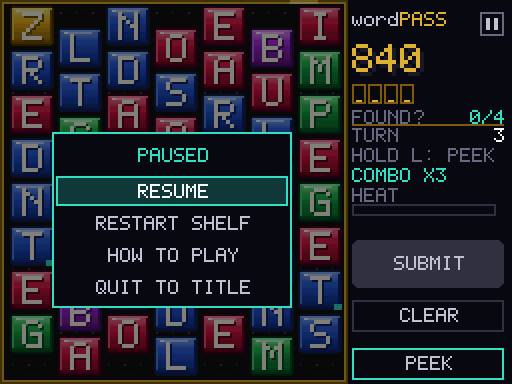 wordPASS
840
FOUND? 0/4
TURN 3
HOLD L: PEEK
COMBO X3
HEAT
SUBMIT
CLEAR
PEEK
PAUSED
RESUME
RESTART SHELF
HOW TO PLAY
QUIT TO TITLE
Z L N O E B I
R T D S A U M
E A R P
D E
N G
T E T
E T
G A O L E M S